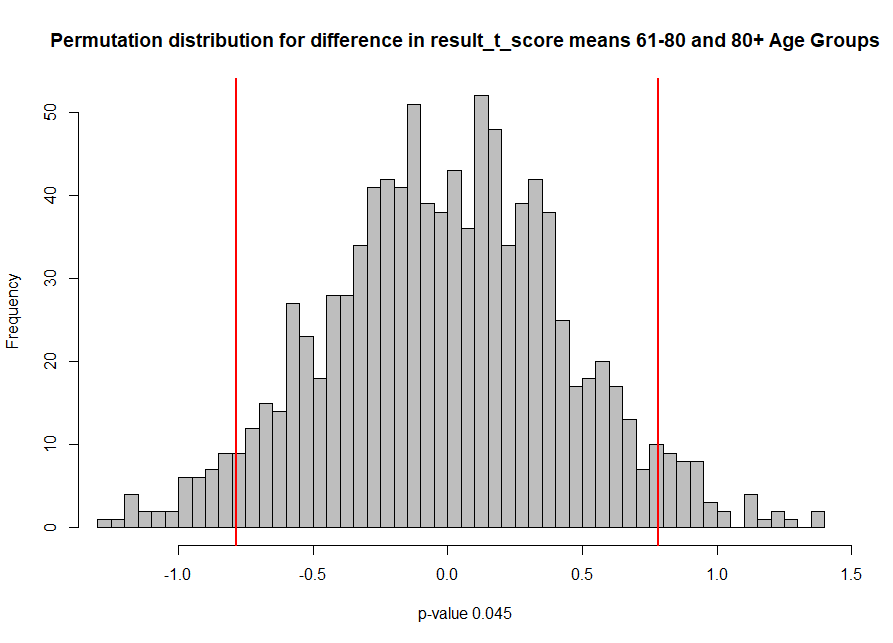 Permutation distribution for difference in result_t_score means 61-80 and 80+ Age Groups
50
40
30
20
10
0
Frequency
-1.0 -0.5 0.0 0.5 1.0 1.5
p-value 0.045